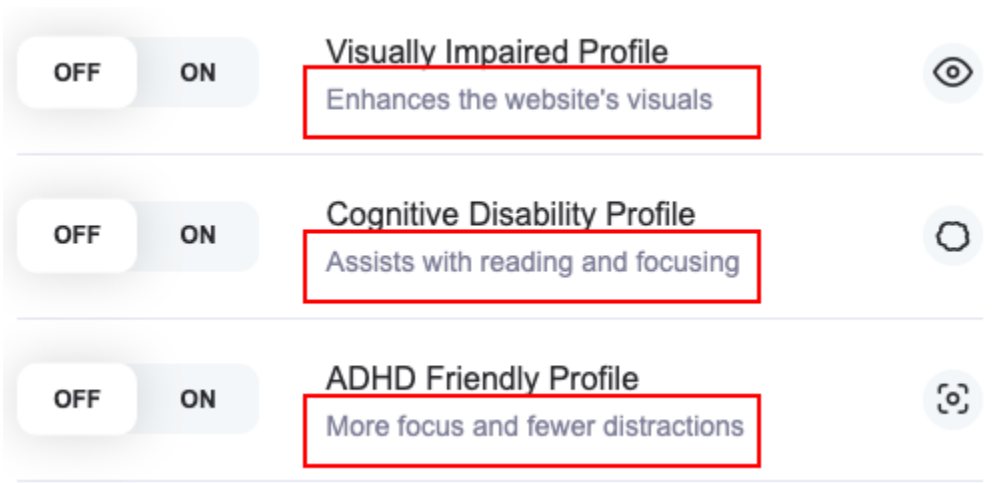 OFF ON Visually Impaired Profile
Enhances the website's visuals
OFF ON Cognitive Disability Profile
Assists with reading and focusing
OFF ON ADHD Friendly Profile
More focus and fewer distractions